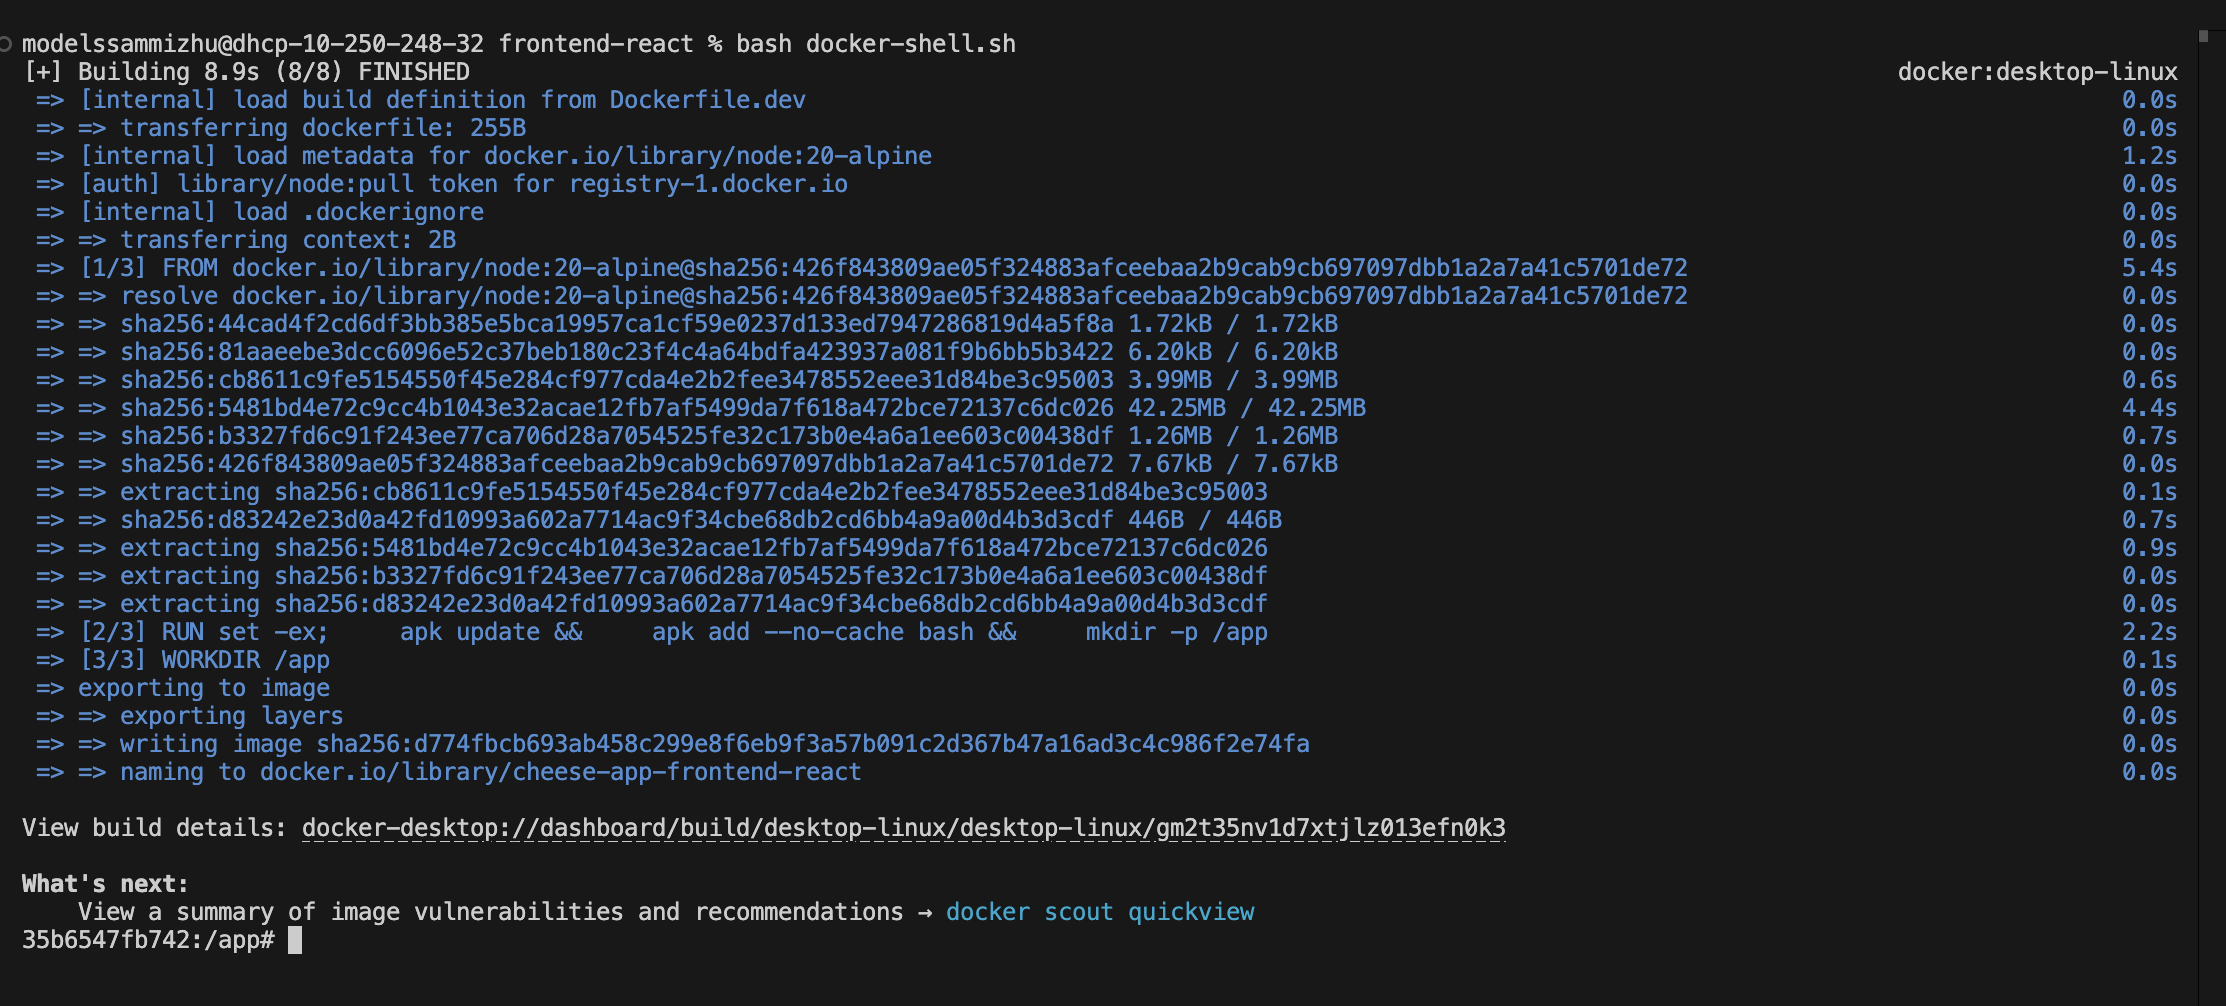 modelssammizhu@dhcp-10-250-248-32 frontend-react % bash docker-shell.sh
[+] Building 8.9s (8/8) FINISHED docker:desktop-linux
=> [internal] load build definition from Dockerfile.dev 0.0s
=> => transferring dockerfile: 255B 0.0s
=> [internal] load metadata for docker.io/library/node:20-alpine 1.2s
=> [auth] library/node:pull token for registry-1.docker.io 0.0s
=> [internal] load .dockerignore 0.0s
=> => transferring context: 2B 0.0s
=> [1/3] FROM docker.io/library/node:20-alpine@sha256:426f843809ae05f324883afceebaa2b9cab9cb697097dbb1a2a7a41c5701de72 5.4s
=> => resolve docker.io/library/node:20-alpine@sha256:426f843809ae05f324883afceebaa2b9cab9cb697097dbb1a2a7a41c5701de72 0.0s
=> => sha256:44cad4f2cd6df3bb385e5bca19957ca1cf59e0237d133ed7947286819d4a5f8a 1.72kB / 1.72kB 0.0s
=> => sha256:81aaeebe3dcc6096e52c37beb180c23f4c4a64bdfa423937a081f9b6bb5b3422 6.20kB / 6.20kB 0.0s
=> => sha256:cb8611c9fe5154550f45e284cf977cda4e2b2fee3478552eee31d84be3c95003 3.99MB / 3.99MB 0.6s
=> => sha256:5481bd4e72c9cc4b1043e32acae12fb7af5499da7f618a472bce72137c6dc026 42.25MB / 42.25MB 4.4s
=> => sha256:b3327fd6c91f243ee77ca706d28a7054525fe32c173b0e4a6a1ee603c00438df 1.26MB / 1.26MB 0.7s
=> => sha256:426f843809ae05f324883afceebaa2b9cab9cb697097dbb1a2a7a41c5701de72 7.67kB / 7.67kB 0.0s
=> => extracting sha256:cb8611c9fe5154550f45e284cf977cda4e2b2fee3478552eee31d84be3c95003 0.1s
=> => sha256:d83242e23d0a42fd10993a602a7714ac9f34cbe68db2cd6bb4a9a00d4b3d3cdf 446B / 446B 0.7s
=> => extracting sha256:5481bd4e72c9cc4b1043e32acae12fb7af5499da7f618a472bce72137c6dc026 0.9s
=> => extracting sha256:b3327fd6c91f243ee77ca706d28a7054525fe32c173b0e4a6a1ee603c00438df 0.0s
=> => extracting sha256:d83242e23d0a42fd10993a602a7714ac9f34cbe68db2cd6bb4a9a00d4b3d3cdf 0.0s
=> [2/3] RUN set -ex;     apk update &&     apk add --no-cache bash &&     mkdir -p /app 2.2s
=> [3/3] WORKDIR /app 0.1s
=> exporting to image 0.0s
=> => exporting layers 0.0s
=> => writing image sha256:d774fbcb693ab458c299e8f6eb9f3a57b091c2d367b47a16ad3c4c986f2e74fa 0.0s
=> => naming to docker.io/library/cheese-app-frontend-react 0.0s
View build details: docker-desktop://dashboard/build/desktop-linux/desktop-linux/gm2t35nv1d7xtjlz013efn0k3
What's next:
View a summary of image vulnerabilities and recommendations → docker scout quickview
35b6547fb742:/app#